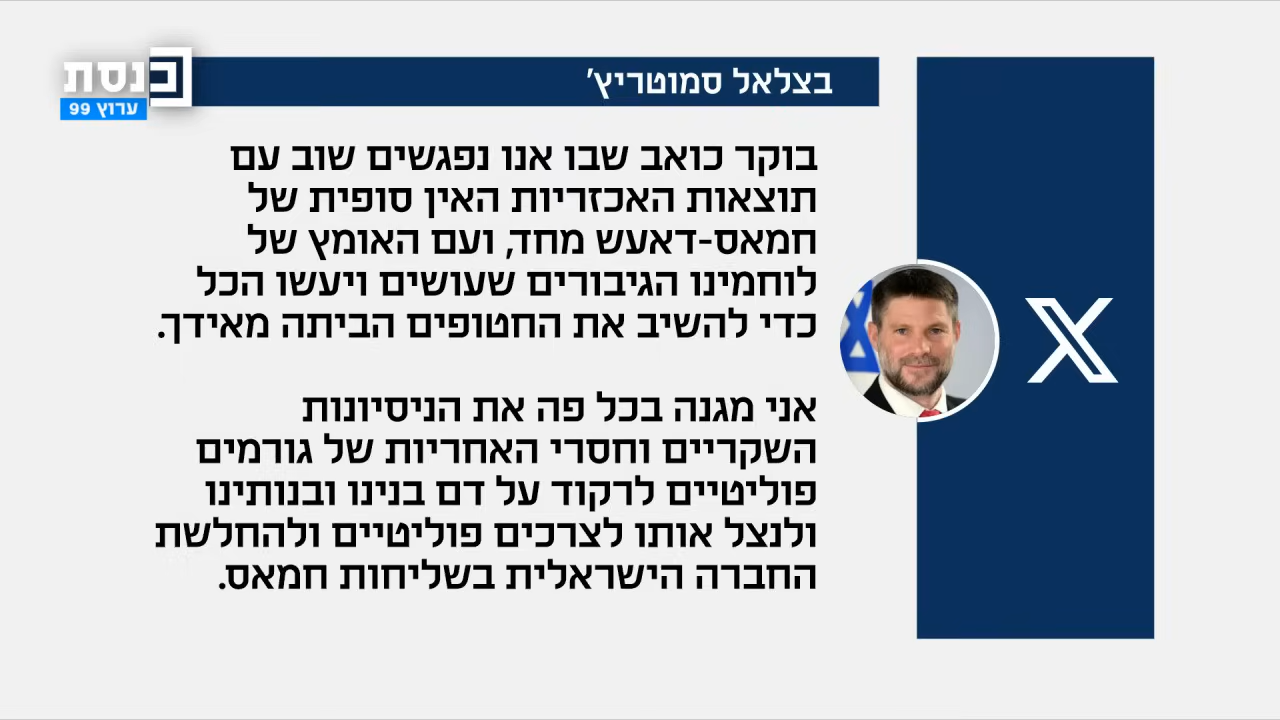 כנסת
ערוץ 99
בצלאל סמוטריץ'
בוקר כואב שבו אנו נפגשים שוב עם
תוצאות האכזריות האין סופית של
חמאס-דאעש מחד, ועם האומץ של
לוחמינו הגיבורים שעושים ויעשו הכל
כדי להשיב את החטופים הביתה מאידך.
אני מגנה בכל פה את הניסיונות
השקריים וחסרי האחריות של גורמים
פוליטיים לרקוד על דם בנינו ובנותינו
ולנצל אותו לצרכים פוליטיים ולהחלשת
החברה הישראלית בשליחות חמאס.